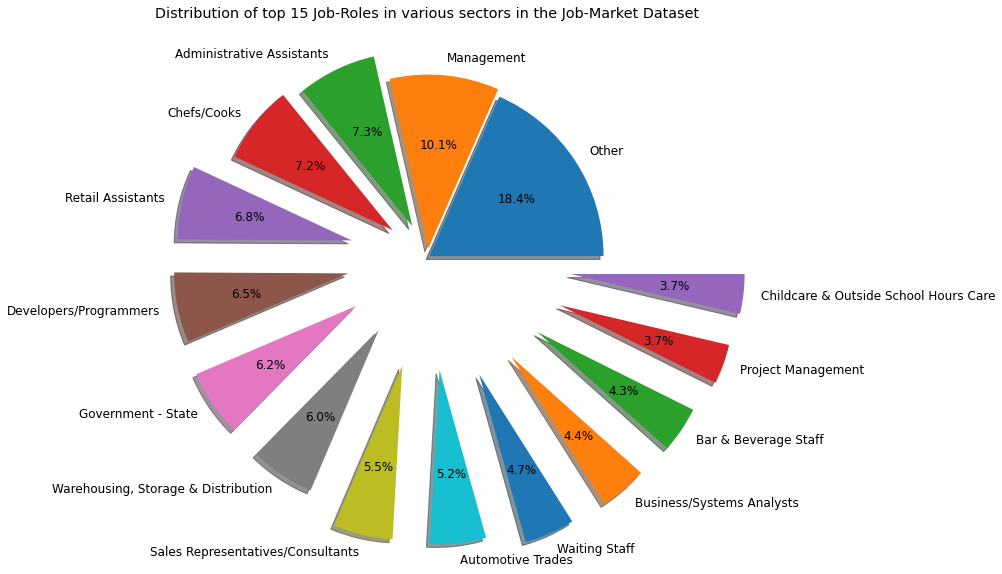 Distribution of top 15 Job-Roles in various sectors in the Job-Market Dataset
Other
18.4%
Management
10.1%
Administrative Assistants
7.3%
Chefs/Cooks
7.2%
Retail Assistants
6.8%
Developers/Programmers
6.5%
Government - State
6.2%
Warehousing, Storage & Distribution
6.0%
Sales Representatives/Consultants
5.5%
Automotive Trades
5.2%
Waiting Staff
4.7%
Business/Systems Analysts
4.4%
Bar & Beverage Staff
4.3%
Project Management
3.7%
Childcare & Outside School Hours Care
3.7%